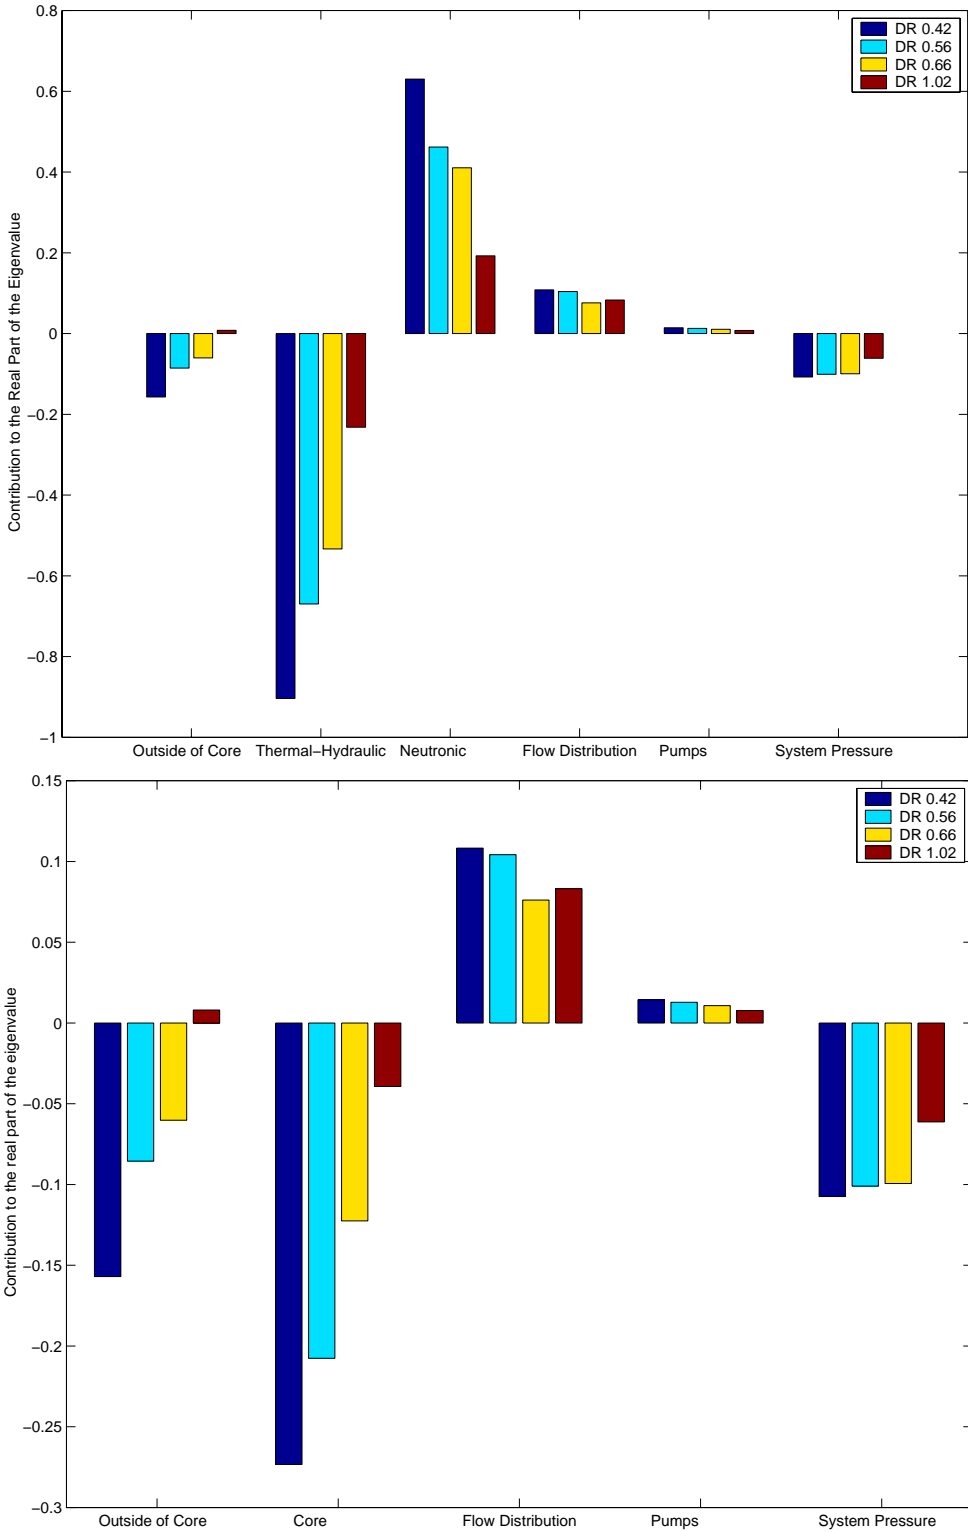 0.8
DR 0.42
DR 0.56
DR 0.66
DR 1.02
0.6
0.4
0.2
0
−0.2
−0.4
−0.6
−0.8
−1
Contribution to the Real Part of the Eigenvalue
Outside of Core Thermal−Hydraulic Neutronic Flow Distribution Pumps System Pressure
0.15
DR 0.42
DR 0.56
DR 0.66
DR 1.02
0.1
0.05
0
−0.05
−0.1
−0.15
−0.2
−0.25
−0.3
Contribution to the real part of the eigenvalue
Outside of Core Core Flow Distribution Pumps System Pressure